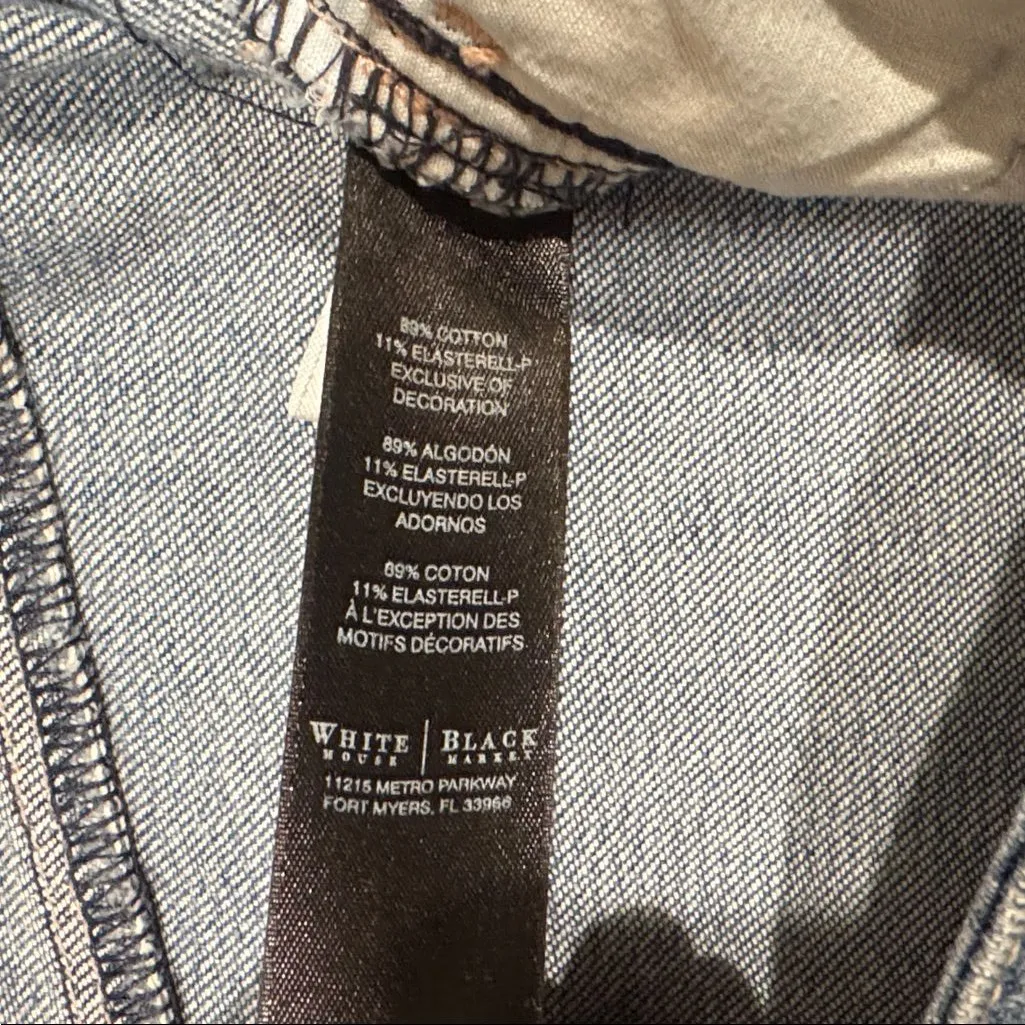 89% COTTON
11% ELASTERELL-P
EXCLUSIVE OF
DECORATION
89% ALGODÓN
11% ELASTERELL-P
EXCLUYENDO LOS
ADORNOS
89% COTON
11% ELASTERELL-P
À L'EXCEPTION DES
MOTIFS DÉCORATIFS
WHITE | BLACK
HOUSE MARKET
11215 METRO PARKWAY
FORT MYERS, FL 33966